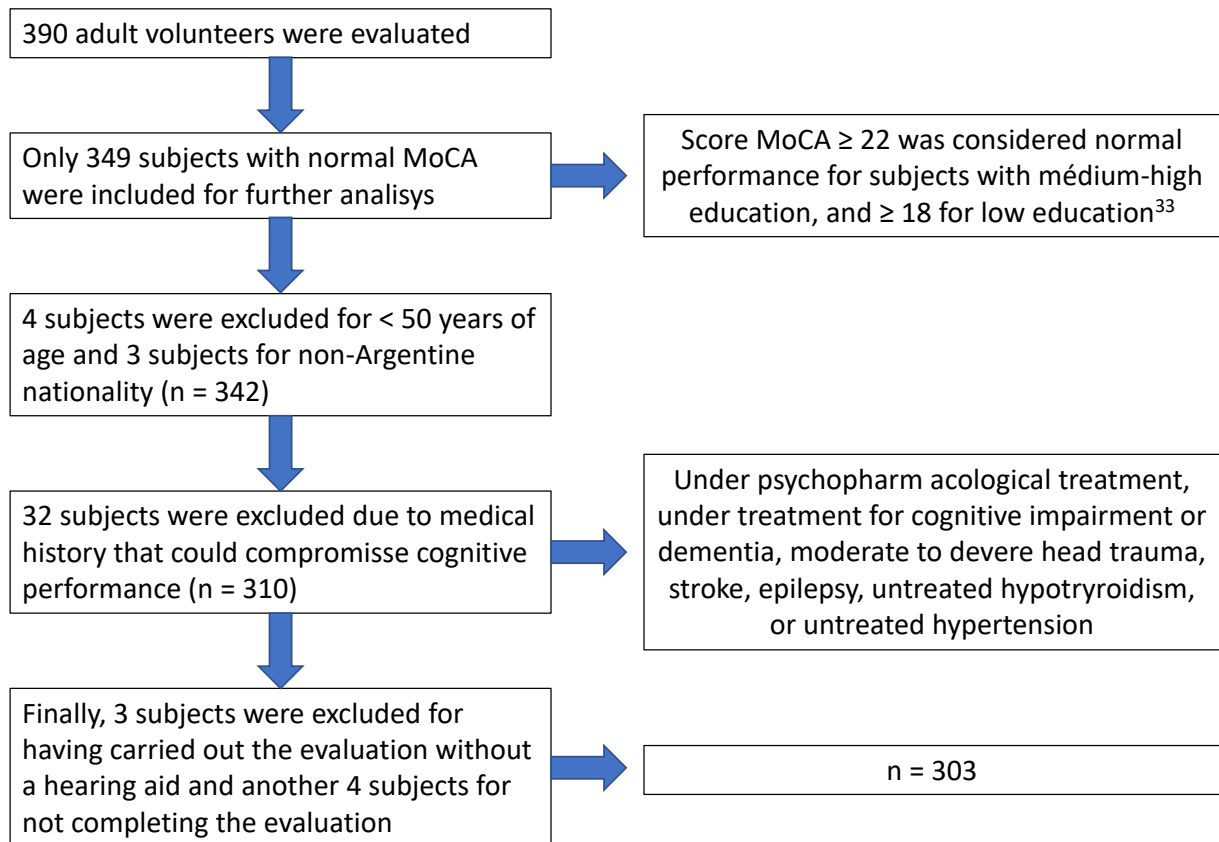 390 adult volunteers were evaluated
Only 349 subjects with normal MoCA
were included for further analisys
Score MoCA ≥ 22 was considered normal
performance for subjects with médium-high
education, and ≥ 18 for low education³³
4 subjects were excluded for < 50 years of
age and 3 subjects for non-Argentine
nationality (n = 342)
32 subjects were excluded due to medical
history that could compromisse cognitive
performance (n = 310)
Under psychopharm acological treatment,
under treatment for cognitive impairment or
dementia, moderate to devere head trauma,
stroke, epilepsy, untreated hypotryroidism,
or untreated hypertension
Finally, 3 subjects were excluded for
having carried out the evaluation without
a hearing aid and another 4 subjects for
not completing the evaluation
n = 303